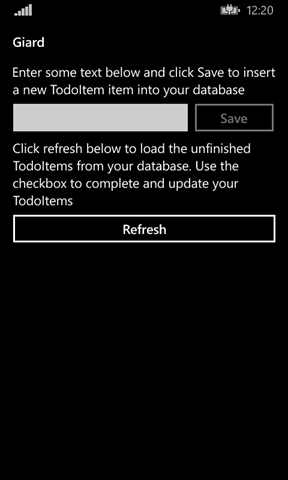 12:20
Giard
Enter some text below and click Save to insert
a new TodoItem item into your database
Save
Click refresh below to load the unfinished
TodoItems from your database. Use the
checkbox to complete and update your
TodoItems
Refresh